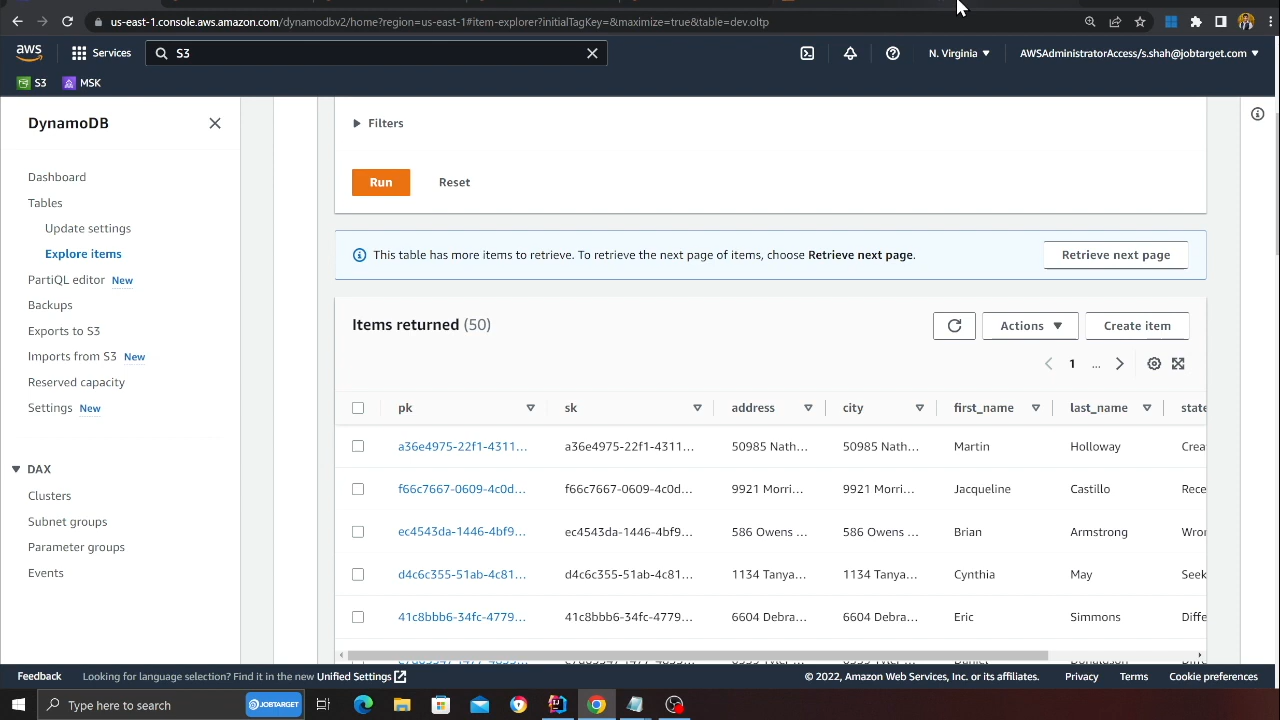 us-east-1.console.aws.amazon.com/dynamodbv2/home?region=us-east-1#item-explorer?initialTagKey=&maximize=true&table=dev.oltp
aws
Services
S3
N. Virginia
AWSAdministratorAccess/s.shah@jobtarget.com
S3
MSK
DynamoDB
Dashboard
Tables
Update settings
Explore items
PartiQL editor New
Backups
Exports to S3
Imports from S3 New
Reserved capacity
Settings New
DAX
Clusters
Subnet groups
Parameter groups
Events
Filters
Run Reset
This table has more items to retrieve. To retrieve the next page of items, choose Retrieve next page.
Retrieve next page
Items returned (50)
Actions
Create item
1 ...
pk sk address city first_name last_name state
a36e4975-22f1-4311... a36e4975-22f1-4311... 50985 Nath... 50985 Nath... Martin Holloway Crea
f66c7667-0609-4c0d... f66c7667-0609-4c0d... 9921 Morri... 9921 Morri... Jacqueline Castillo Rece
ec4543da-1446-4bf9... ec4543da-1446-4bf9... 586 Owens ... 586 Owens ... Brian Armstrong Wron
d4c6c355-51ab-4c81... d4c6c355-51ab-4c81... 1134 Tanya... 1134 Tanya... Cynthia May Seek
41c8bbb6-34fc-4779... 41c8bbb6-34fc-4779... 6604 Debra... 6604 Debra... Eric Simmons Diffe
Feedback
Looking for language selection? Find it in the new Unified Settings
© 2022, Amazon Web Services, Inc. or its affiliates.
Privacy
Terms
Cookie preferences
Type here to search
JOBTARGET